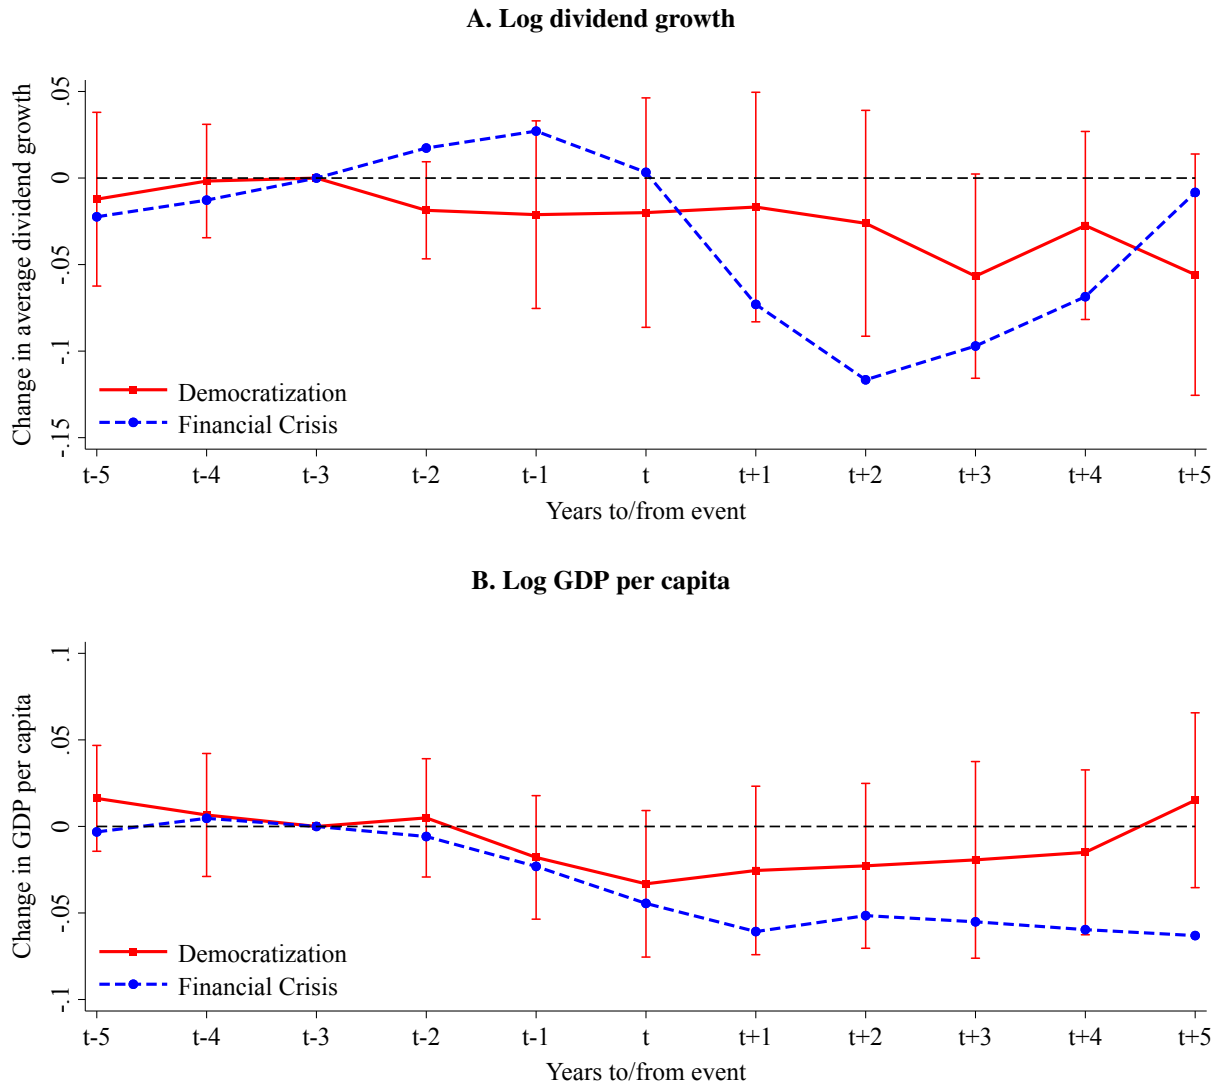 A. Log dividend growth
Change in average dividend growth
.05
0
-.05
-.1
-.15
Democratization
Financial Crisis
t-5 t-4 t-3 t-2 t-1 t t+1 t+2 t+3 t+4 t+5
Years to/from event
B. Log GDP per capita
Change in GDP per capita
.1
.05
0
-.05
-.1
Democratization
Financial Crisis
t-5 t-4 t-3 t-2 t-1 t t+1 t+2 t+3 t+4 t+5
Years to/from event